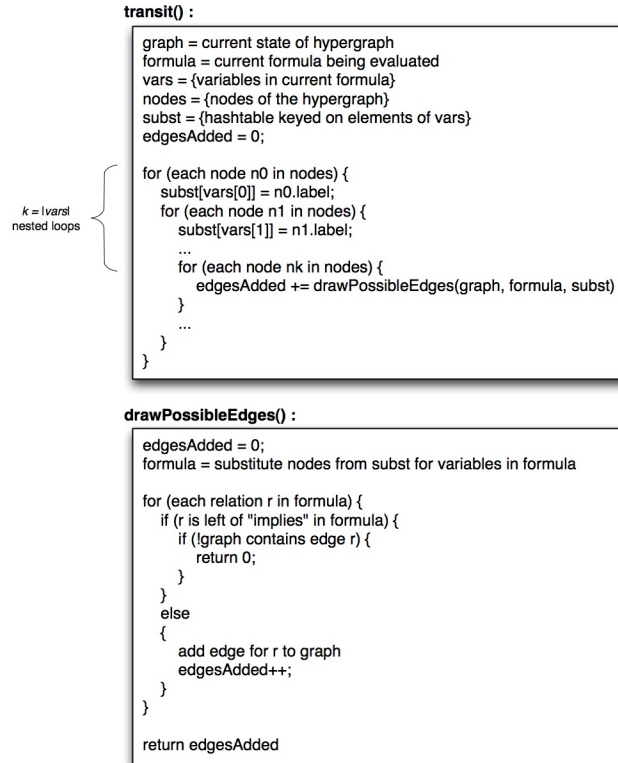 transit() :
graph = current state of hypergraph
formula = current formula being evaluated
vars = {variables in current formula}
nodes = {nodes of the hypergraph}
subst = {hashtable keyed on elements of vars}
edgesAdded = 0;
for (each node n0 in nodes) {
subst[vars[0]] = n0.label;
for (each node n1 in nodes) {
subst[vars[1]] = n1.label;
...
for (each node nk in nodes) {
edgesAdded += drawPossibleEdges(graph, formula, subst)
}
...
}
}
k = |vars|
nested loops
drawPossibleEdges() :
edgesAdded = 0;
formula = substitute nodes from subst for variables in formula
for (each relation r in formula) {
if (r is left of "implies" in formula) {
if (!graph contains edge r) {
return 0;
}
}
else
{
add edge for r to graph
edgesAdded++;
}
}
return edgesAdded